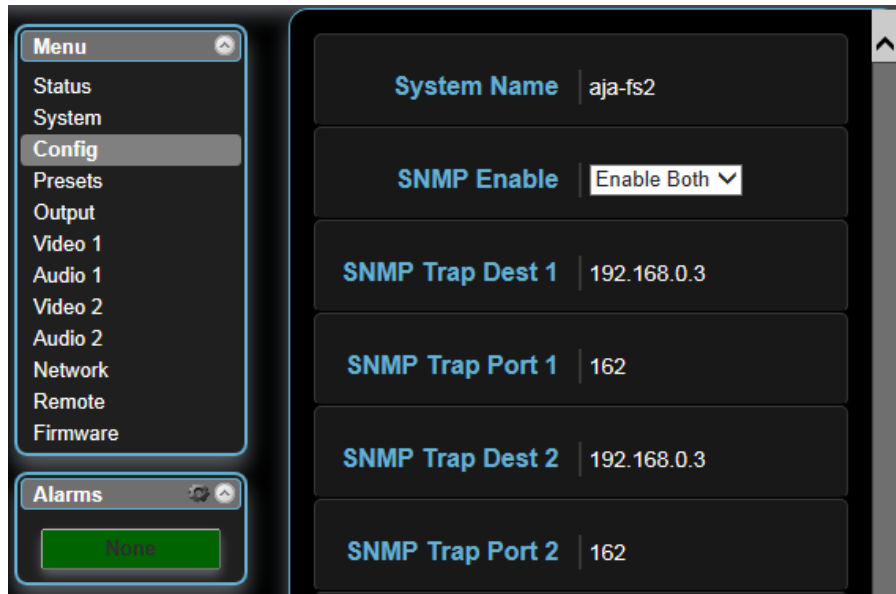 Menu
Status
System
Config
Presets
Output
Video 1
Audio 1
Video 2
Audio 2
Network
Remote
Firmware
Alarms
None
System Name aja-fs2
SNMP Enable Enable Both
SNMP Trap Dest 1 192.168.0.3
SNMP Trap Port 1 162
SNMP Trap Dest 2 192.168.0.3
SNMP Trap Port 2 162